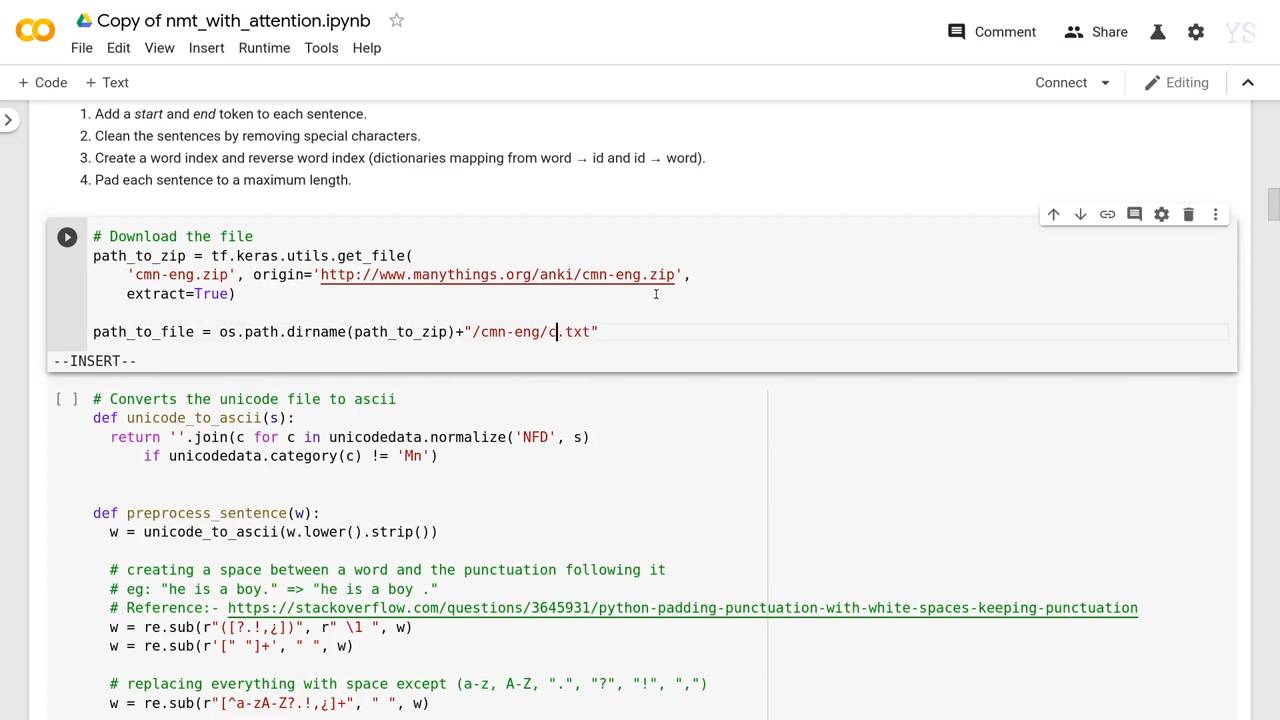 Copy of nmt_with_attention.ipynb
Comment
Share
YS
File Edit View Insert Runtime Tools Help
+ Code + Text
Connect
Editing
1. Add a start and end token to each sentence.
2. Clean the sentences by removing special characters.
3. Create a word index and reverse word index (dictionaries mapping from word → id and id → word).
4. Pad each sentence to a maximum length.
# Download the file
path_to_zip = tf.keras.utils.get_file(
    'cmn-eng.zip', origin='http://www.manythings.org/anki/cmn-eng.zip',
    extract=True)
path_to_file = os.path.dirname(path_to_zip)+"/cmn-eng/c.txt"
--INSERT--
[ ] # Converts the unicode file to ascii
def unicode_to_ascii(s):
  return ''.join(c for c in unicodedata.normalize('NFD', s)
      if unicodedata.category(c) != 'Mn')
def preprocess_sentence(w):
  w = unicode_to_ascii(w.lower().strip())
  # creating a space between a word and the punctuation following it
  # eg: "he is a boy." => "he is a boy ."
  # Reference:- https://stackoverflow.com/questions/3645931/python-padding-punctuation-with-white-spaces-keeping-punctuation
  w = re.sub(r"([?.!,¿])", r" \1 ", w)
  w = re.sub(r'[" "]+', " ", w)
  # replacing everything with space except (a-z, A-Z, ".", "?", "!", ",")
  w = re.sub(r"[^a-zA-Z?.!,¿]+", " ", w)